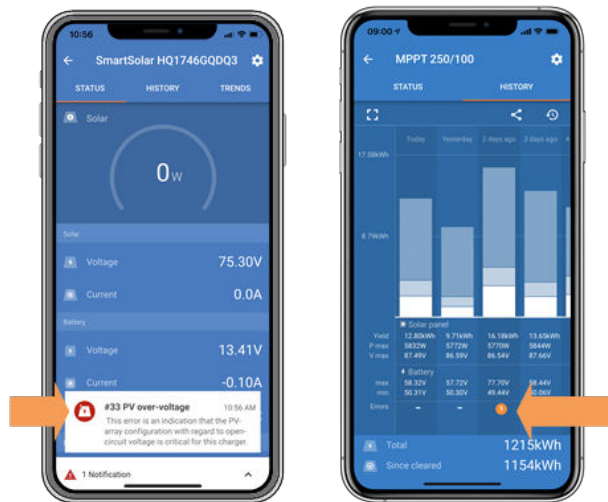 10:56
SmartSolar HQ1746GQDQ3
STATUS HISTORY TRENDS
Solar
0W
Solar
Voltage 75.30V
Current 0.0A
Battery
Voltage 13.41V
Current -0.10A
#33 PV over-voltage 10:56 AM
This error is an indication that the PV-
array configuration with regard to open-
circuit voltage is critical for this charger.
1 Notification
09:00
MPPT 250/100
STATUS HISTORY
Today Yesterday 2 days ago 3 days ago
17.58kWh
8.79kWh
Solar panel
Yield 12.80kWh 9.71kWh 16.18kWh 13.65kWh
P max 5832W 5772W 5770W 5844W
V max 87.49V 86.59V 86.54V 87.66V
Battery
max 58.32V 57.72V 77.70V 58.44V
min 50.31V 50.30V 49.44V 50.06V
Errors - - 1
Total 1215kWh
Since cleared 1154kWh